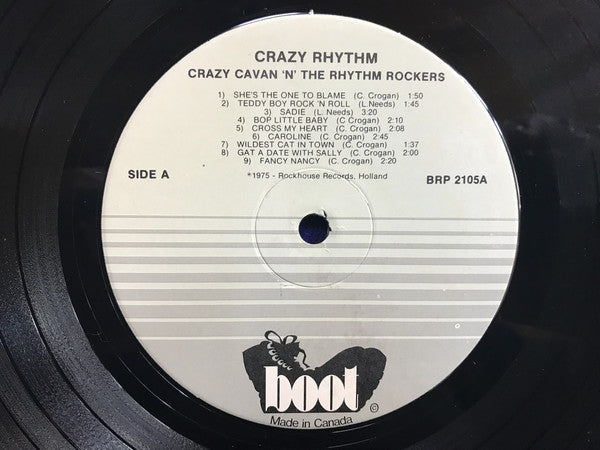 CRAZY RHYTHM
CRAZY CAVAN 'N' THE RHYTHM ROCKERS
1) SHE'S THE ONE TO BLAME (C. Crogan) 1:50
2) TEDDY BOY ROCK 'N ROLL (L.Needs) 1:45
3) SADIE (L. Needs) 3:20
4) BOP LITTLE BABY (C. Crogan) 2:10
5) CROSS MY HEART (C. Crogan) 2:08
6) CAROLINE (C. Crogan)
7) WILDEST CAT IN TOWN (C. Crogan) 1:37
8) GAT A DATE WITH SALLY (C. Crogan) 2:00
9) FANCY NANCY (C. Crogan) 2:20
SIDE A
*1975 - Rockhouse Records, Holland
BRP 2105A
boot
©
Made in Canada